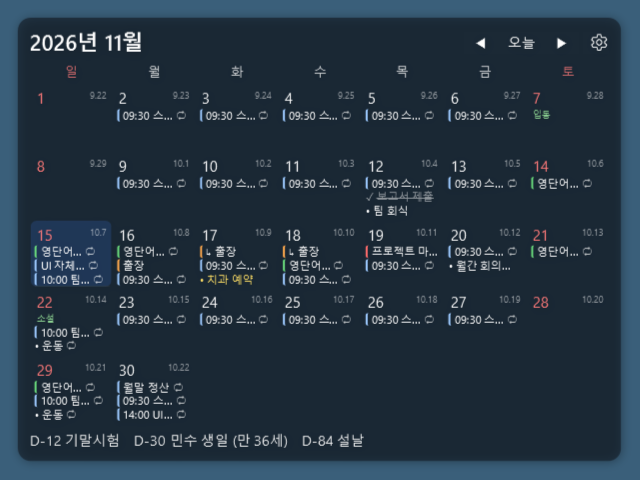 2026년 11월
◀ 오늘 ▶
일 월 화 수 목 금 토
1 9.22 2 9.23 3 9.24 4 9.25 5 9.26 6 9.27 7 9.28
09:30 스... 09:30 스... 09:30 스... 09:30 스... 09:30 스... 입동
8 9.29 9 10.1 10 10.2 11 10.3 12 10.4 13 10.5 14 10.6
09:30 스... 09:30 스... 09:30 스... 09:30 스... 09:30 스... 영단어...
✓ 보고서 제출
• 팀 회식
15 10.7 16 10.8 17 10.9 18 10.10 19 10.11 20 10.12 21 10.13
영단어... 영단어... ↳ 출장 ↳ 출장 프로젝트 마... 09:30 스... 영단어...
UI 자체... 출장 09:30 스... 영단어... 09:30 스... • 월간 회의...
10:00 팀... 09:30 스... • 치과 예약 09:30 스...
22 10.14 23 10.15 24 10.16 25 10.17 26 10.18 27 10.19 28 10.20
소설 09:30 스... 09:30 스... 09:30 스... 09:30 스... 09:30 스...
10:00 팀...
• 운동
29 10.21 30 10.22
영단어... 월말 정산
10:00 팀... 09:30 스...
• 운동 14:00 UI...
D-12 기말시험 D-30 민수 생일 (만 36세) D-84 설날